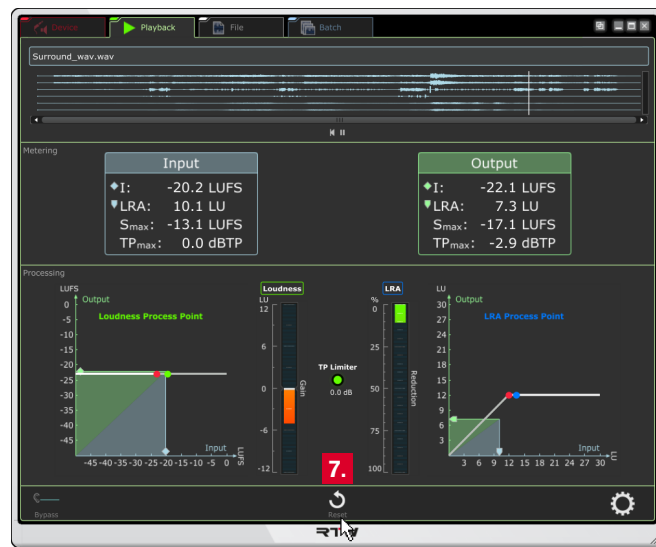 Device
Playback
File
Batch
Surround_wav.wav
Metering
Input
I: -20.2 LUFS
LRA: 10.1 LU
Smax: -13.1 LUFS
TPmax: 0.0 dBTP
Output
I: -22.1 LUFS
LRA: 7.3 LU
Smax: -17.1 LUFS
TPmax: -2.9 dBTP
Processing
LUFS
Output
Loudness Process Point
0
-5
-10
-15
-20
-25
-30
-35
-40
-45
Input
-45 -40 -35 -30 -25 -20 -15 -10 -5 0
LUFS
Loudness
LU
12
6
0
-6
-12
Gain
TP Limiter
0.0 dB
7.
LRA
%
0
25
50
75
100
Reduction
LU
Output
LRA Process Point
30
27
24
21
18
15
12
9
6
3
Input
3 6 9 12 15 18 21 24 27 30
LU
Bypass
Reset
RTW